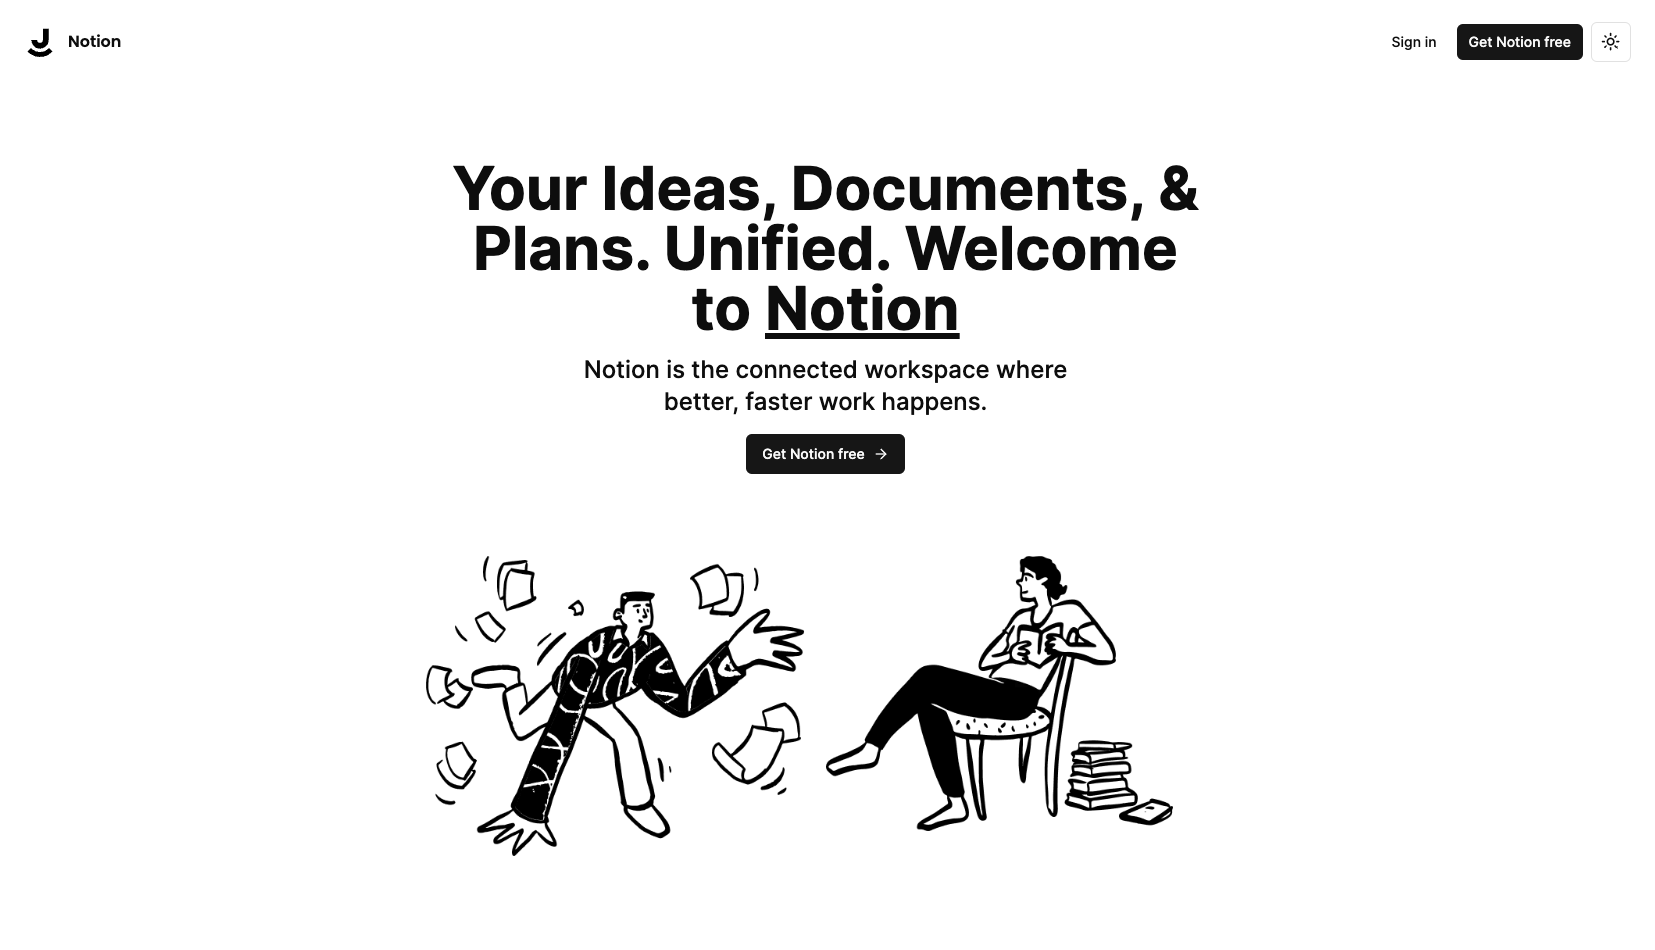 Notion
Sign in
Get Notion free
Your Ideas, Documents, &
Plans. Unified. Welcome
to Notion
Notion is the connected workspace where
better, faster work happens.
Get Notion free